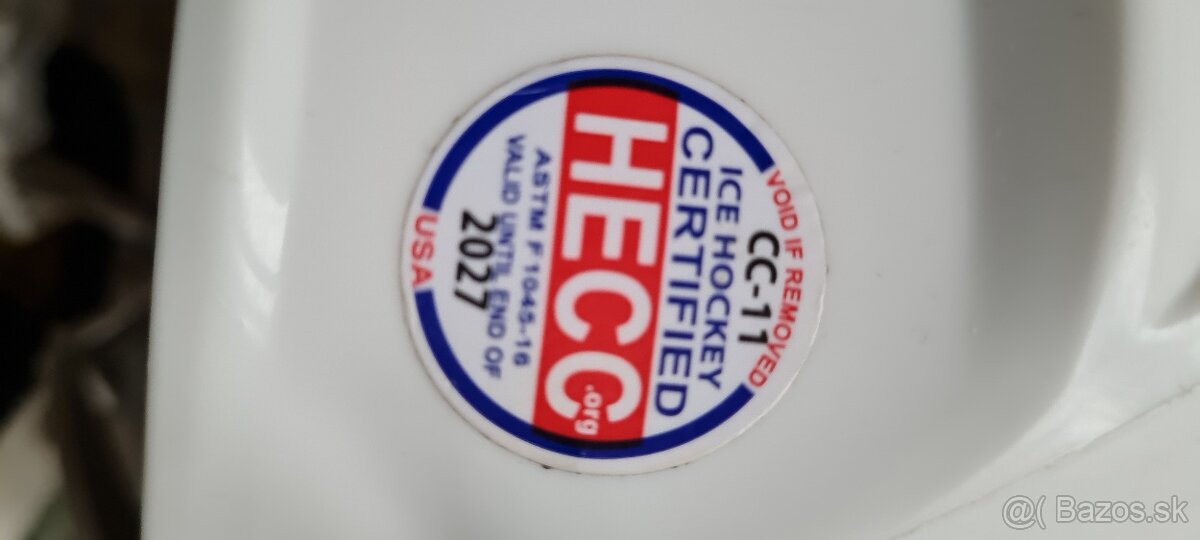 VOID IF REMOVED
CC-11
ICE HOCKEY
CERTIFIED
HECC
.org
ASTM F 1045-16
VALID UNTIL END OF
2027
USA
@( Bazos.sk